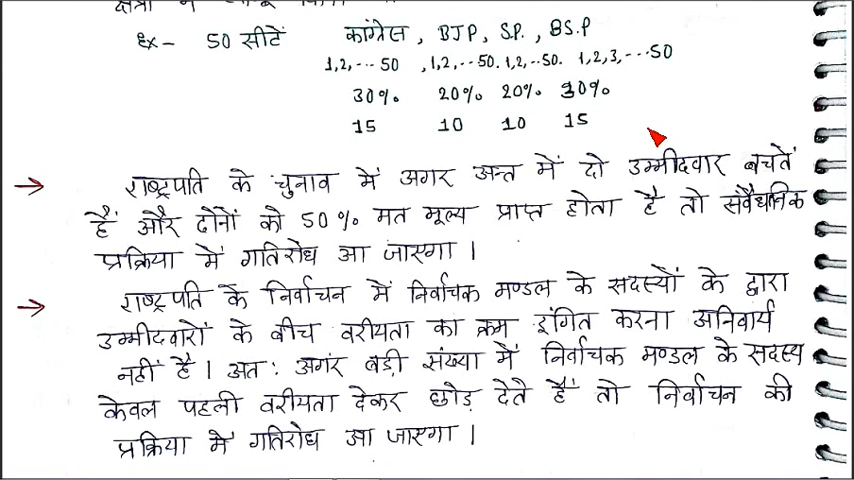 Ex- 50 सीटें कांग्रेस, BJP, S.P., BS.P
1,2,--- 50 ,1,2,--50. 1,2,--50. 1,2,3,---50
30% 20% 20% 30%
15 10 10 15
→ राष्ट्रपति के चुनाव में अगर अन्त में दो उम्मीदवार बचतें
हैं और दोनों को 50% मत मूल्य प्राप्त होता है तो संवैधानिक
प्रक्रिया में गतिरोध आ जाएगा।
→ राष्ट्रपति के निर्वाचन में निर्वाचक मण्डल के सदस्यों के द्वारा
उम्मीदवारों के बीच वरीयता का क्रम इंगित करना अनिवार्य
नहीं है। अत: अगर बड़ी संख्या में निर्वाचक मण्डल के सदस्य
केवल पहली वरीयता देकर छोड़ देते हैं तो निर्वाचन की
प्रक्रिया में गतिरोध आ जाएगा।